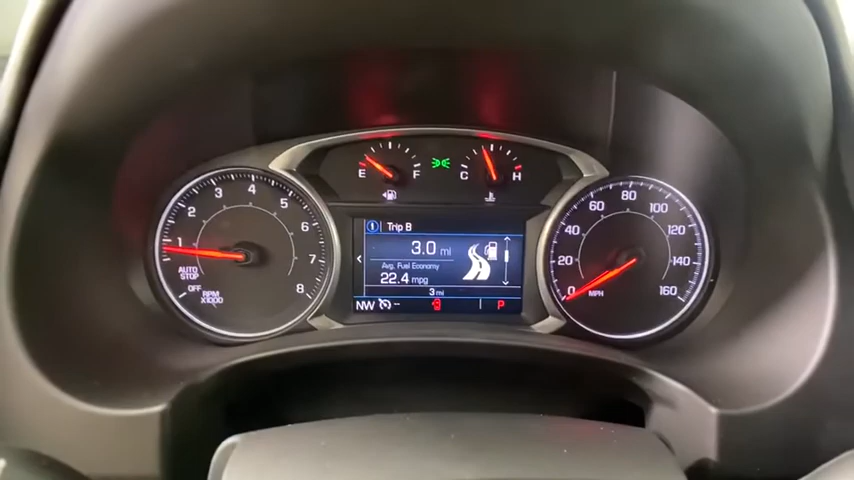 E F
C H
1 2 3 4 5 6 7 8
AUTO
STOP
OFF
RPM
X1000
1 Trip B
3.0 mi
Avg. Fuel Economy
22.4 mpg
3 mi
NW -- P
0 20 40 60 80 100 120 140 160
MPH